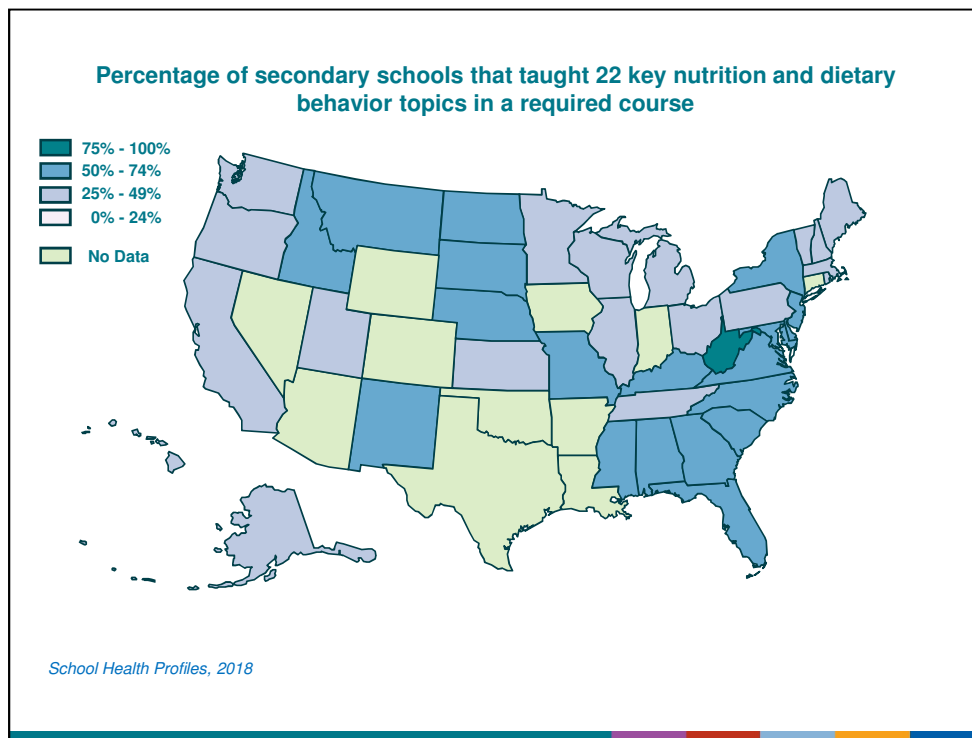 Percentage of secondary schools that taught 22 key nutrition and dietary
behavior topics in a required course
75% - 100%
50% - 74%
25% - 49%
0% - 24%
No Data
School Health Profiles, 2018